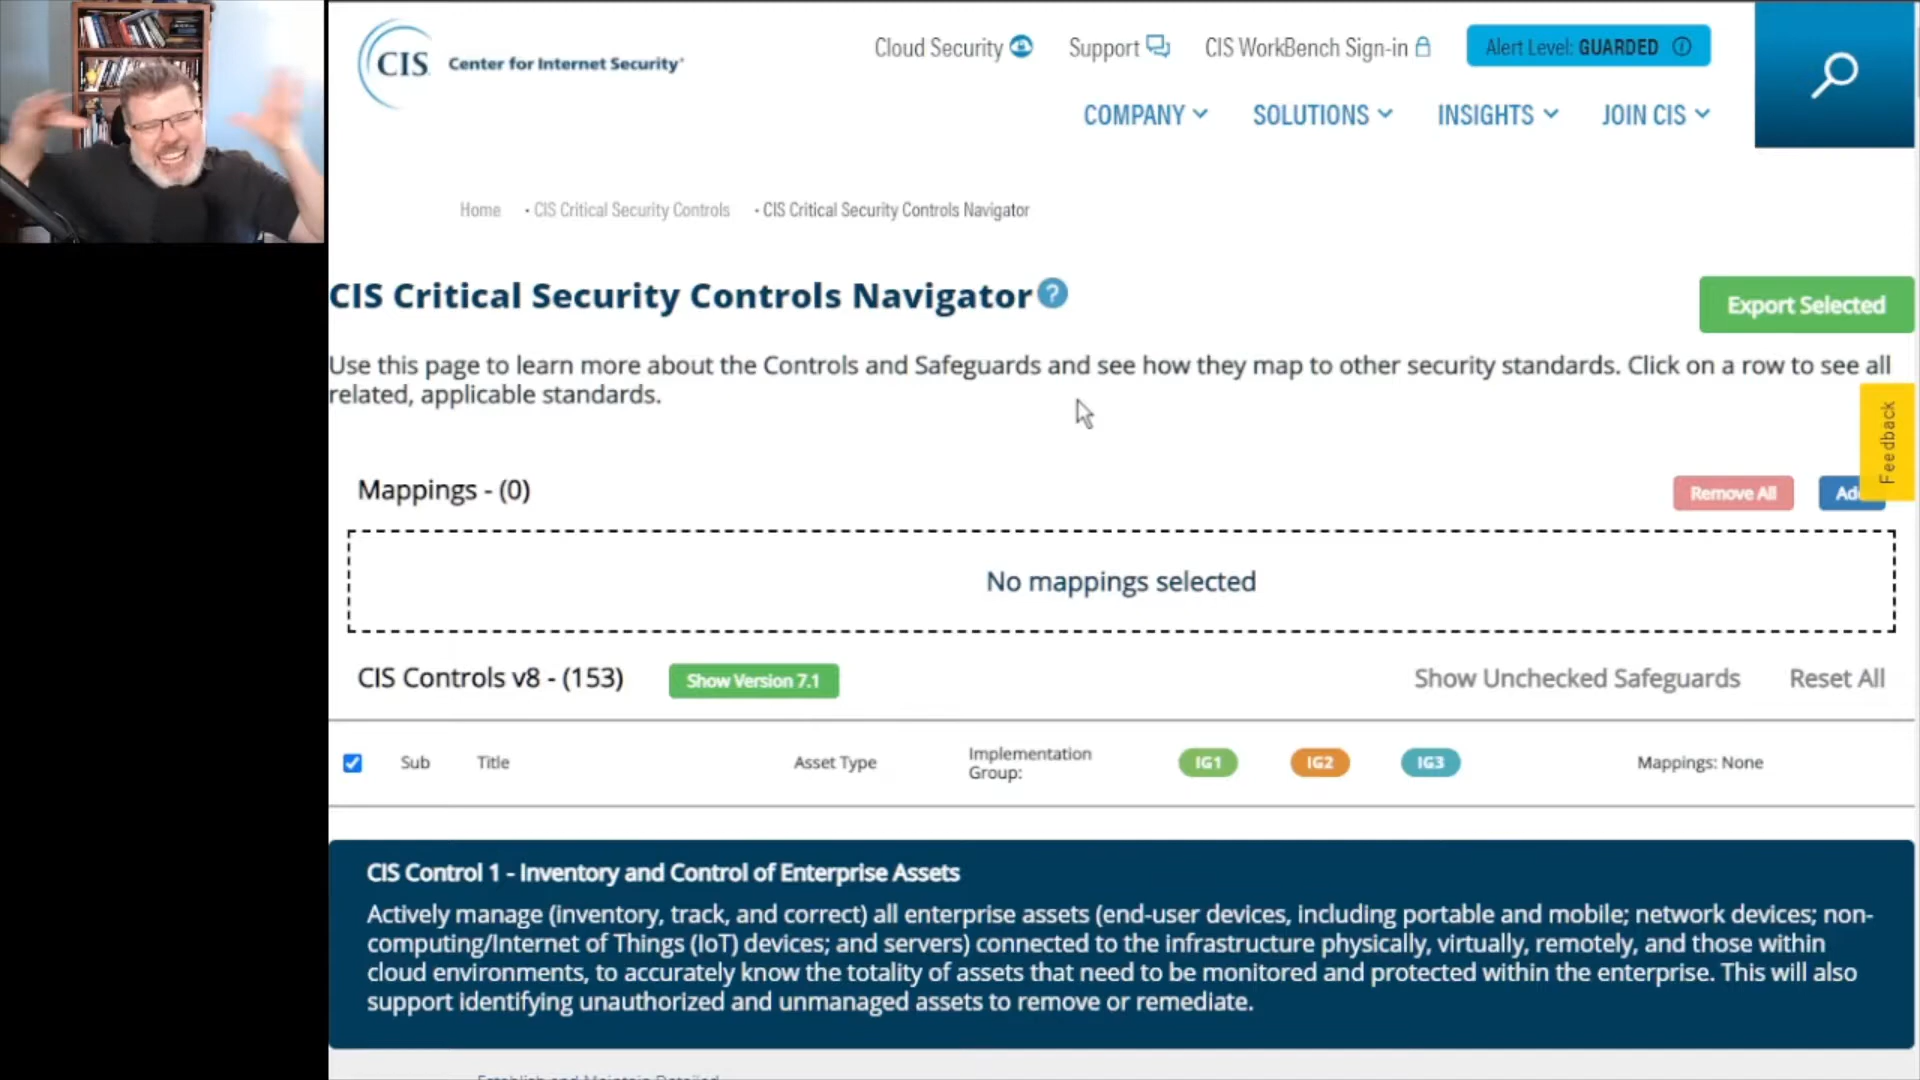 CIS Center for Internet Security®
Cloud Security
Support
CIS WorkBench Sign-in
Alert Level: GUARDED
COMPANY
SOLUTIONS
INSIGHTS
JOIN CIS
Home • CIS Critical Security Controls • CIS Critical Security Controls Navigator
CIS Critical Security Controls Navigator ?
Export Selected
Use this page to learn more about the Controls and Safeguards and see how they map to other security standards. Click on a row to see all
related, applicable standards.
Feedback
Mappings - (0)
Remove All
No mappings selected
CIS Controls v8 - (153)
Show Version 7.1
Show Unchecked Safeguards
Reset All
Sub
Title
Asset Type
Implementation
Group:
IG1
IG2
IG3
Mappings: None
CIS Control 1 - Inventory and Control of Enterprise Assets
Actively manage (inventory, track, and correct) all enterprise assets (end-user devices, including portable and mobile; network devices; non-
computing/Internet of Things (IoT) devices; and servers) connected to the infrastructure physically, virtually, remotely, and those within
cloud environments, to accurately know the totality of assets that need to be monitored and protected within the enterprise. This will also
support identifying unauthorized and unmanaged assets to remove or remediate.